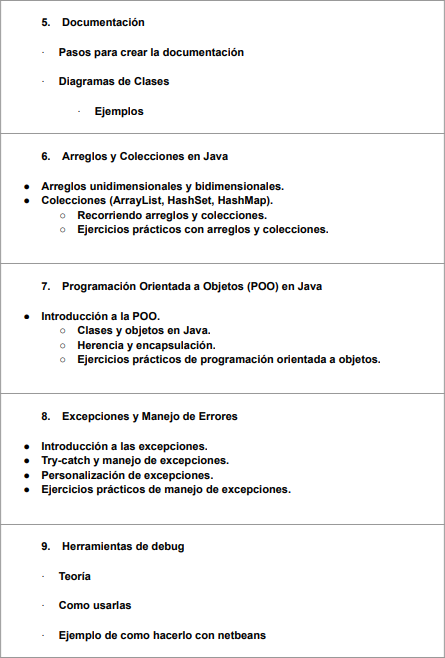 5. Documentación
· Pasos para crear la documentación
· Diagramas de Clases
· Ejemplos
6. Arreglos y Colecciones en Java
● Arreglos unidimensionales y bidimensionales.
● Colecciones (ArrayList, HashSet, HashMap).
○ Recorriendo arreglos y colecciones.
○ Ejercicios prácticos con arreglos y colecciones.
7. Programación Orientada a Objetos (POO) en Java
● Introducción a la POO.
○ Clases y objetos en Java.
○ Herencia y encapsulación.
○ Ejercicios prácticos de programación orientada a objetos.
8. Excepciones y Manejo de Errores
● Introducción a las excepciones.
● Try-catch y manejo de excepciones.
● Personalización de excepciones.
● Ejercicios prácticos de manejo de excepciones.
9. Herramientas de debug
· Teoría
· Como usarlas
· Ejemplo de como hacerlo con netbeans